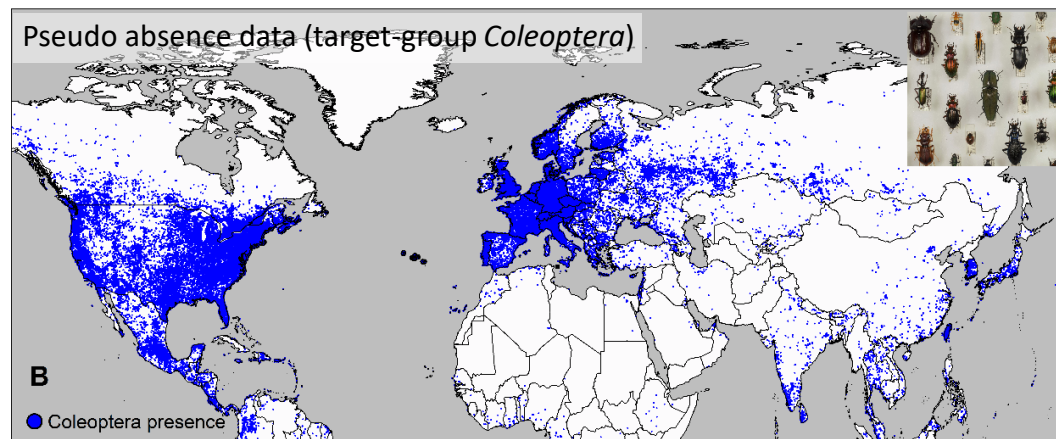 Pseudo absence data (target-group Coleoptera)
B
Coleoptera presence